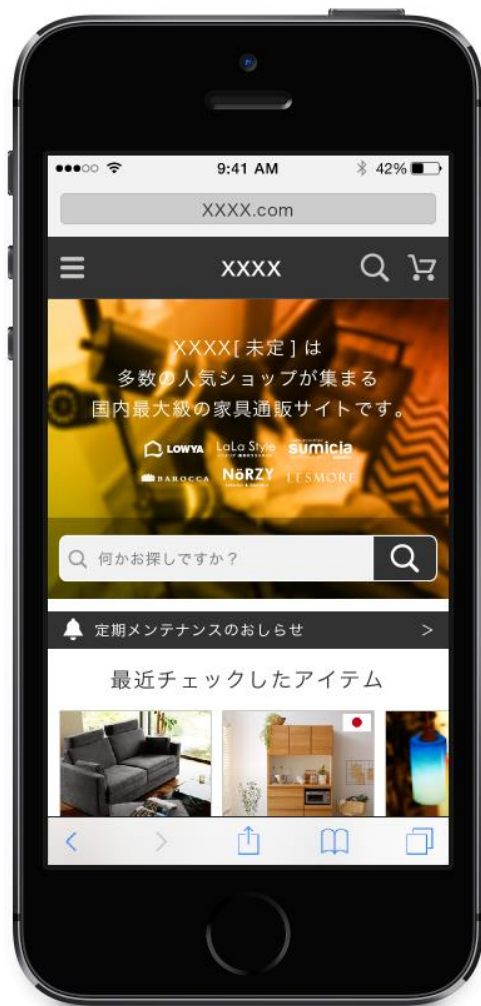 9:41 AM
42%
XXXX.com
XXXX
XXXX[未定]は
多数の人気ショップが集まる
国内最大級の家具通販サイトです。
LOWYA LaLa Style sumicia
BAROCCA NöRZY LESMORE
何かお探しですか？
定期メンテナンスのおしらせ >
最近チェックしたアイテム